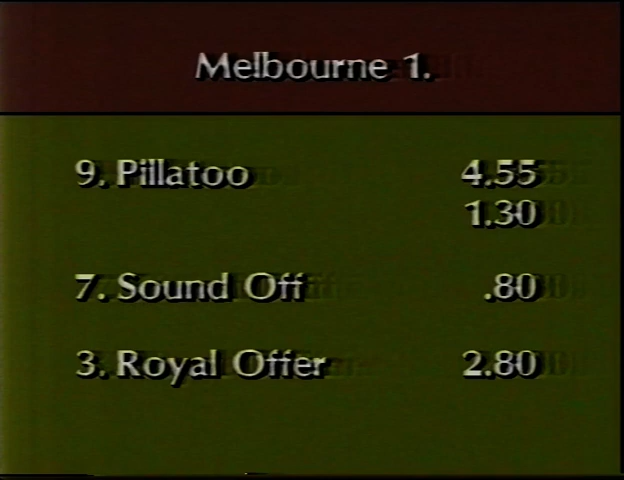 Melbourne 1.
9. Pillatoo 4.55
1.30
7. Sound Off .80
3. Royal Offer 2.80